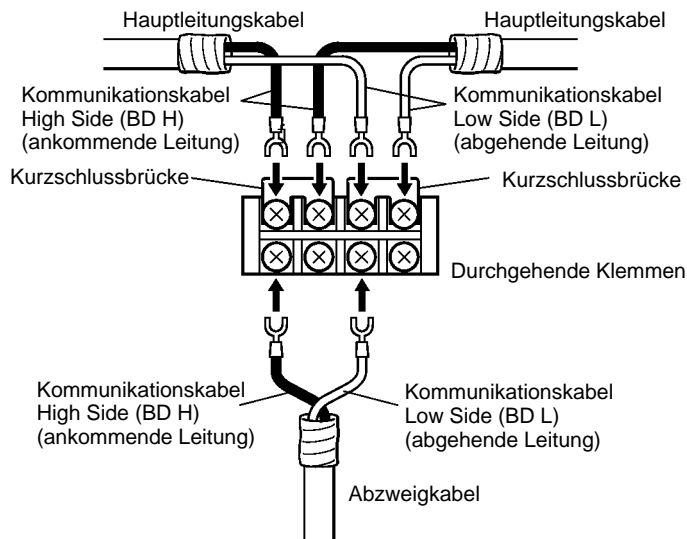 Hauptleitungskabel
Hauptleitungskabel
Kommunikationskabel
High Side (BD H)
(ankommende Leitung)
Kommunikationskabel
Low Side (BD L)
(abgehende Leitung)
Kurzschlussbrücke
Kurzschlussbrücke
Durchgehende Klemmen
Kommunikationskabel
High Side (BD H)
(ankommende Leitung)
Kommunikationskabel
Low Side (BD L)
(abgehende Leitung)
Abzweigkabel